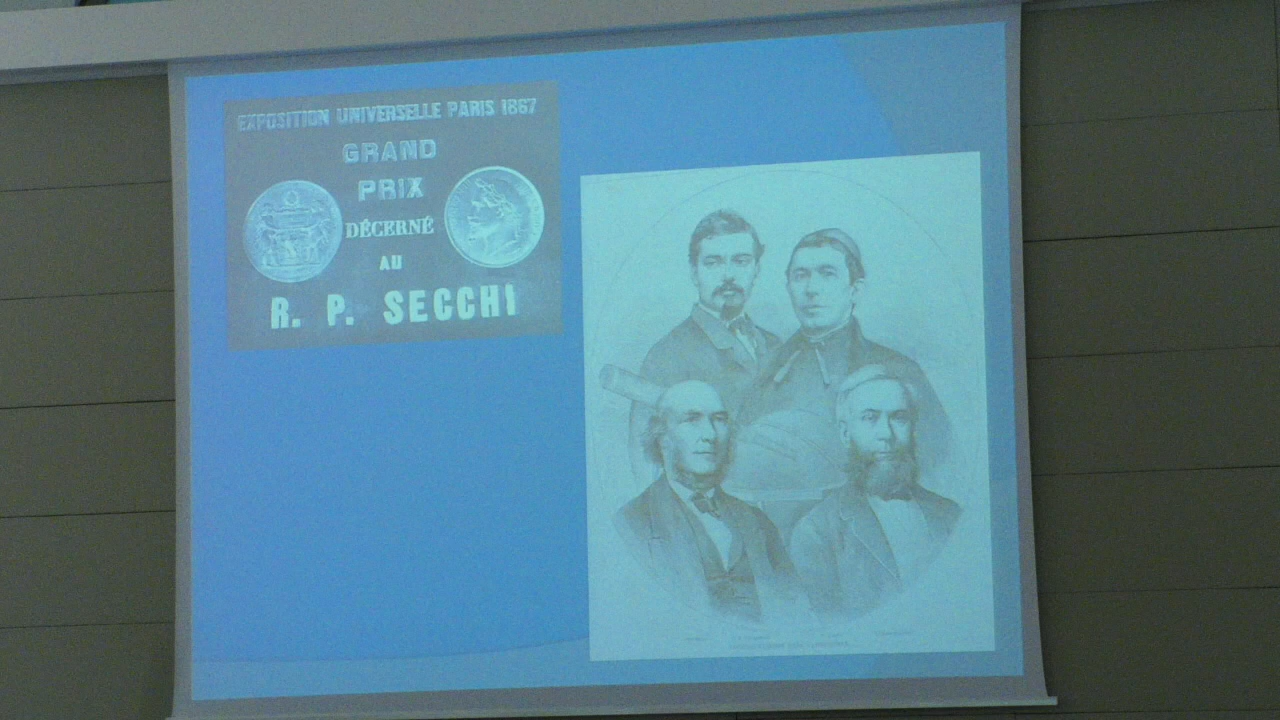 EXPOSITION UNIVERSELLE PARIS 1867
GRAND
PRIX
DÉCERNÉ
AU
R. P. SECCHI